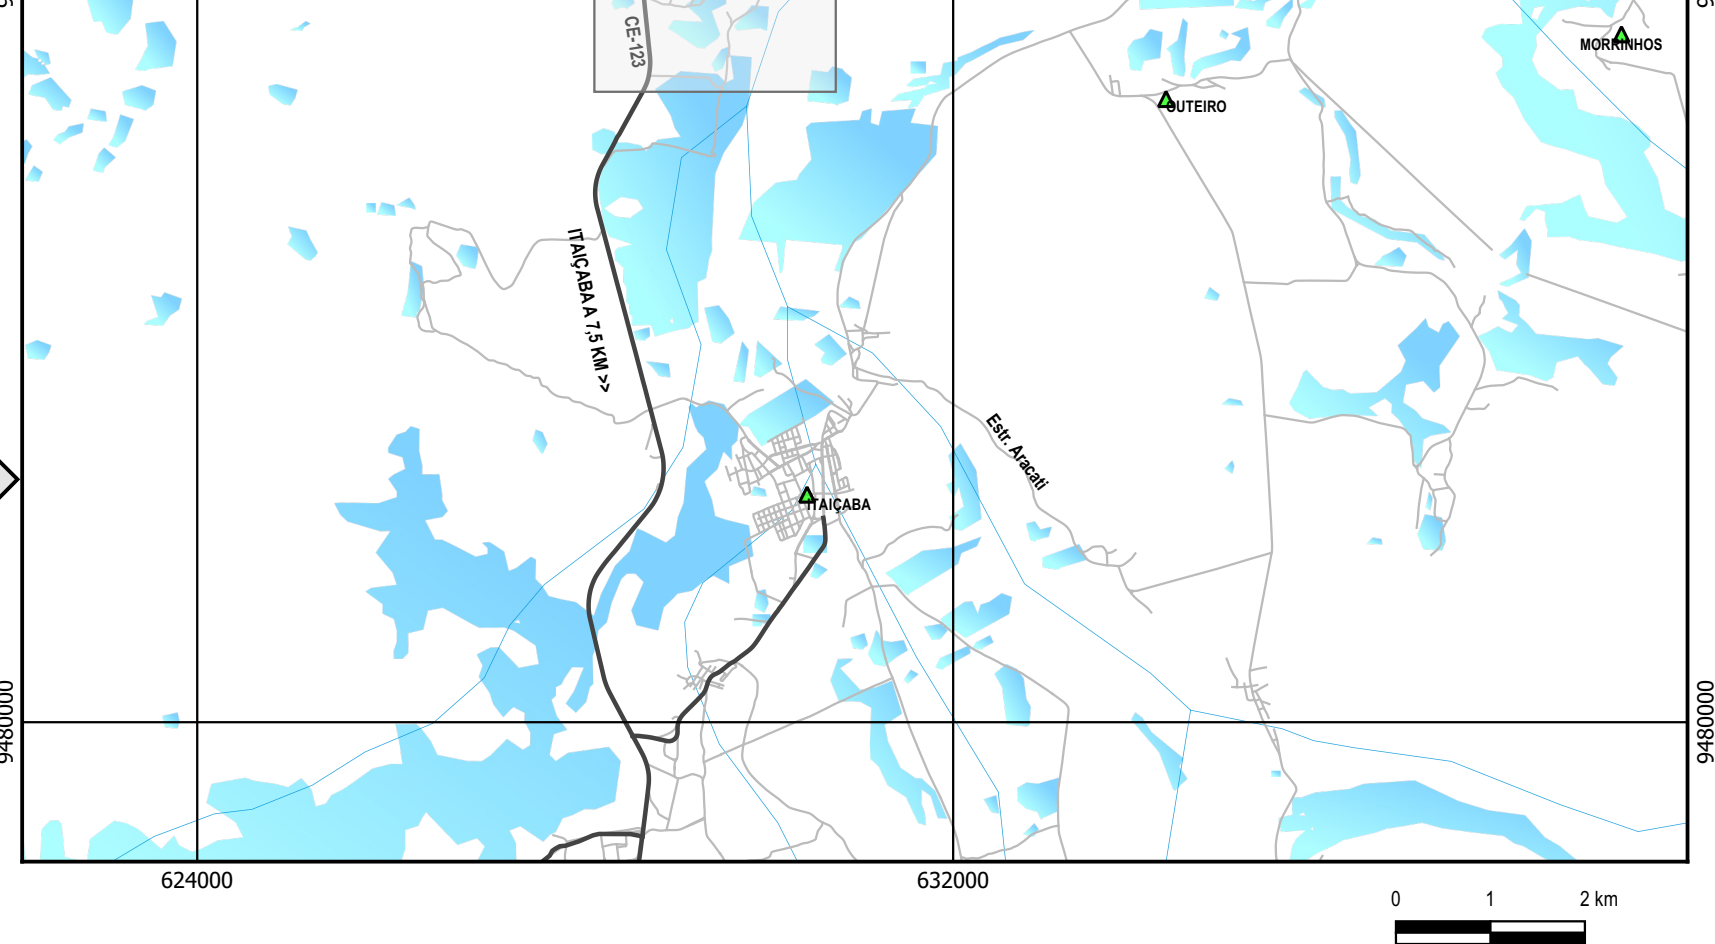 CE-123
MORRINHOS
OUTEIRO
ITAIÇABA A 7,5 KM >>
Estr. Aracati
ITAIÇABA
9480000
9480000
624000
632000
0 1 2 km